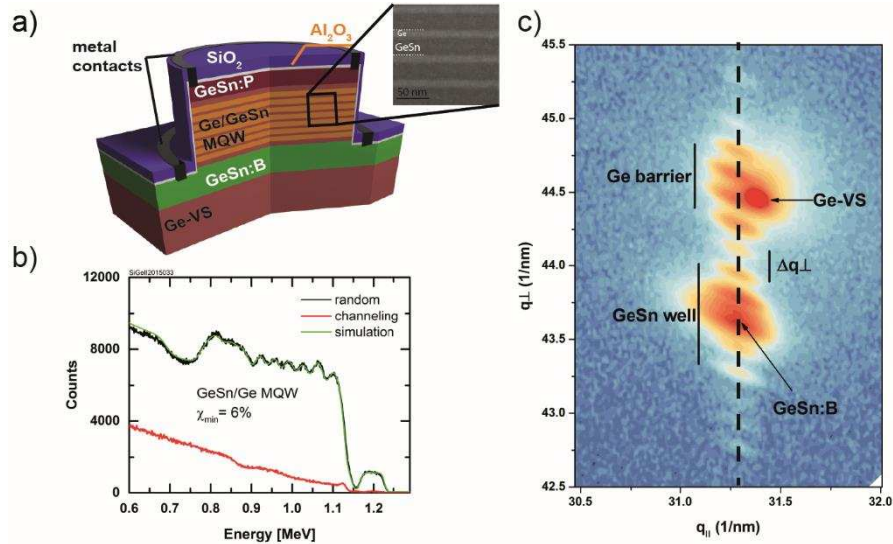 a)
metal
contacts
SiO2
Al2O3
GeSn:P
Ge/GeSn
MQW
GeSn:B
Ge-VS
Ge
GeSn
50 nm
b)
SiGeII2015033
12000
8000
4000
0
Counts
random
channeling
simulation
GeSn/Ge MQW
χmin= 6%
0.6 0.7 0.8 0.9 1.0 1.1 1.2
Energy [MeV]
c)
45.5
45.0
44.5
44.0
43.5
43.0
42.5
q⊥ (1/nm)
Ge barrier
Ge-VS
Δq⊥
GeSn well
GeSn:B
30.5 31.0 31.5 32.0
q|| (1/nm)